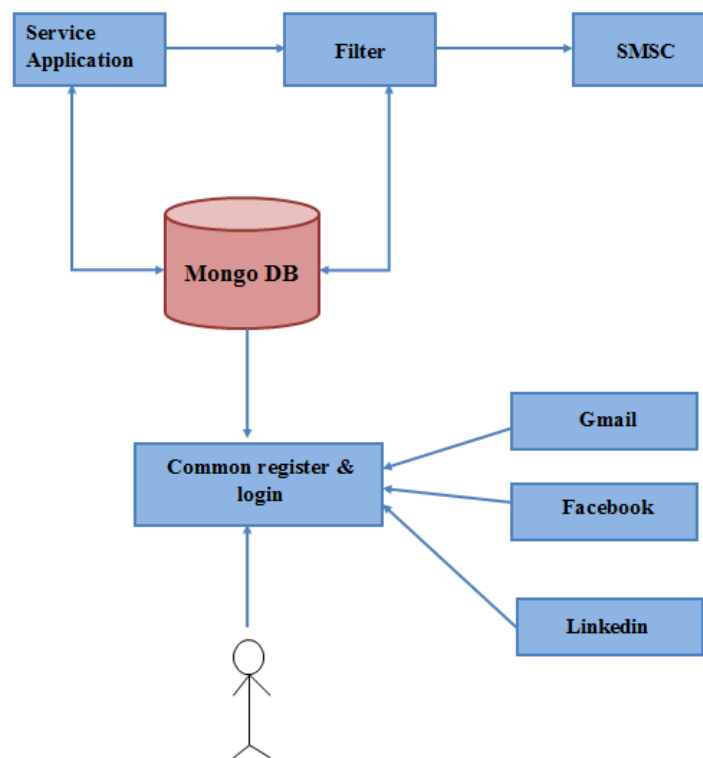 Service
Application
Filter
SMSC
Mongo DB
Common register &
login
Gmail
Facebook
Linkedin